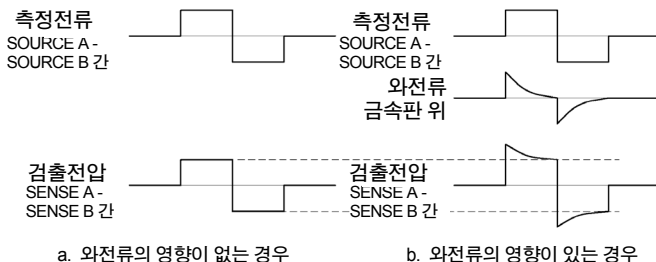 측정전류
SOURCE A -
SOURCE B 간
검출전압
SENSE A -
SENSE B 간
a. 와전류의 영향이 없는 경우
측정전류
SOURCE A -
SOURCE B 간
와전류
금속판 위
검출전압
SENSE A -
SENSE B 간
b. 와전류의 영향이 있는 경우